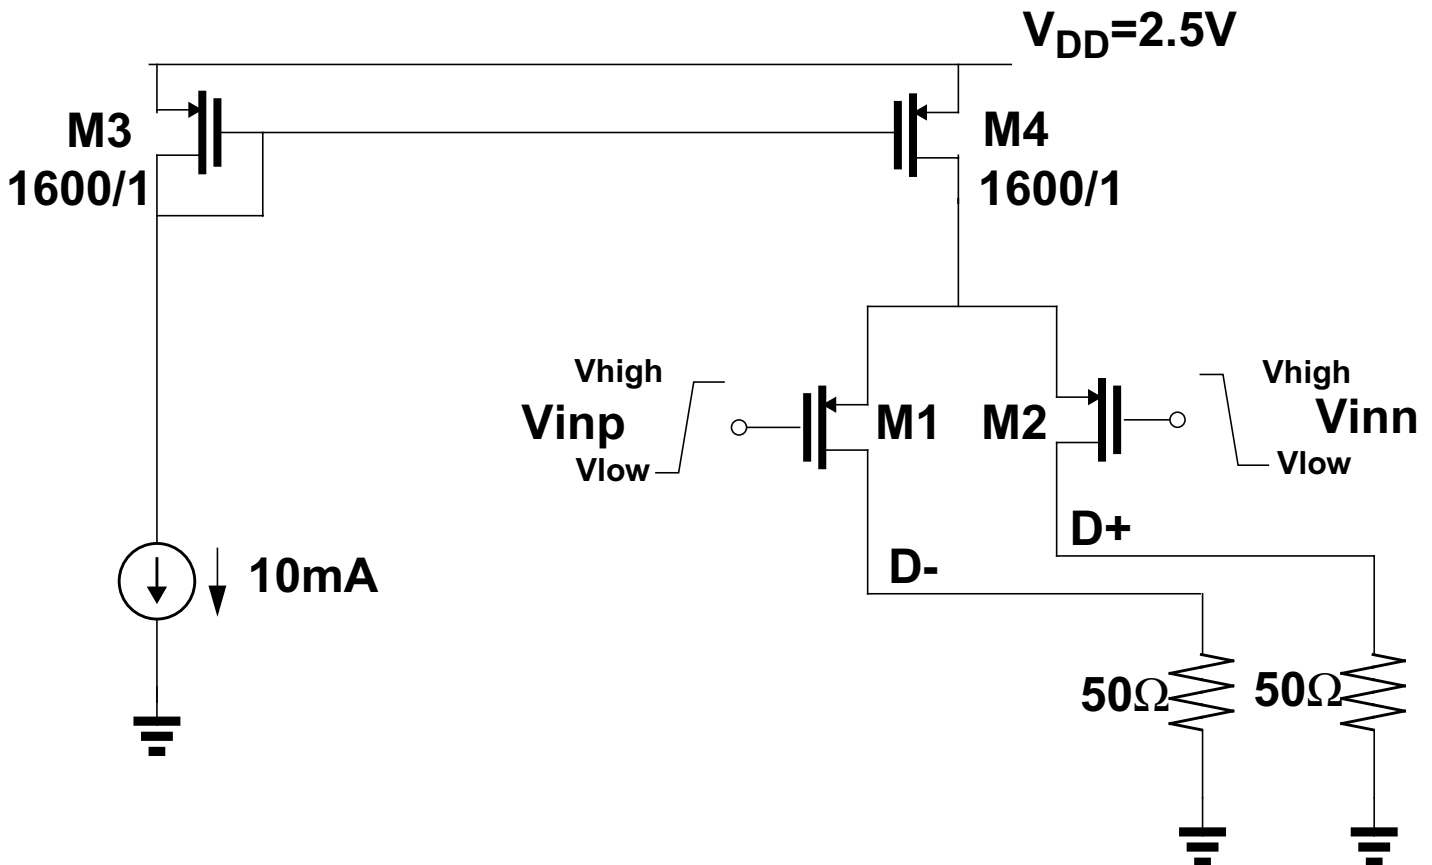 VDD=2.5V
M3
1600/1
M4
1600/1
Vhigh
Vinp
Vlow
M1
M2
Vhigh
Vinn
Vlow
D+
D-
10mA
50Ω
50Ω